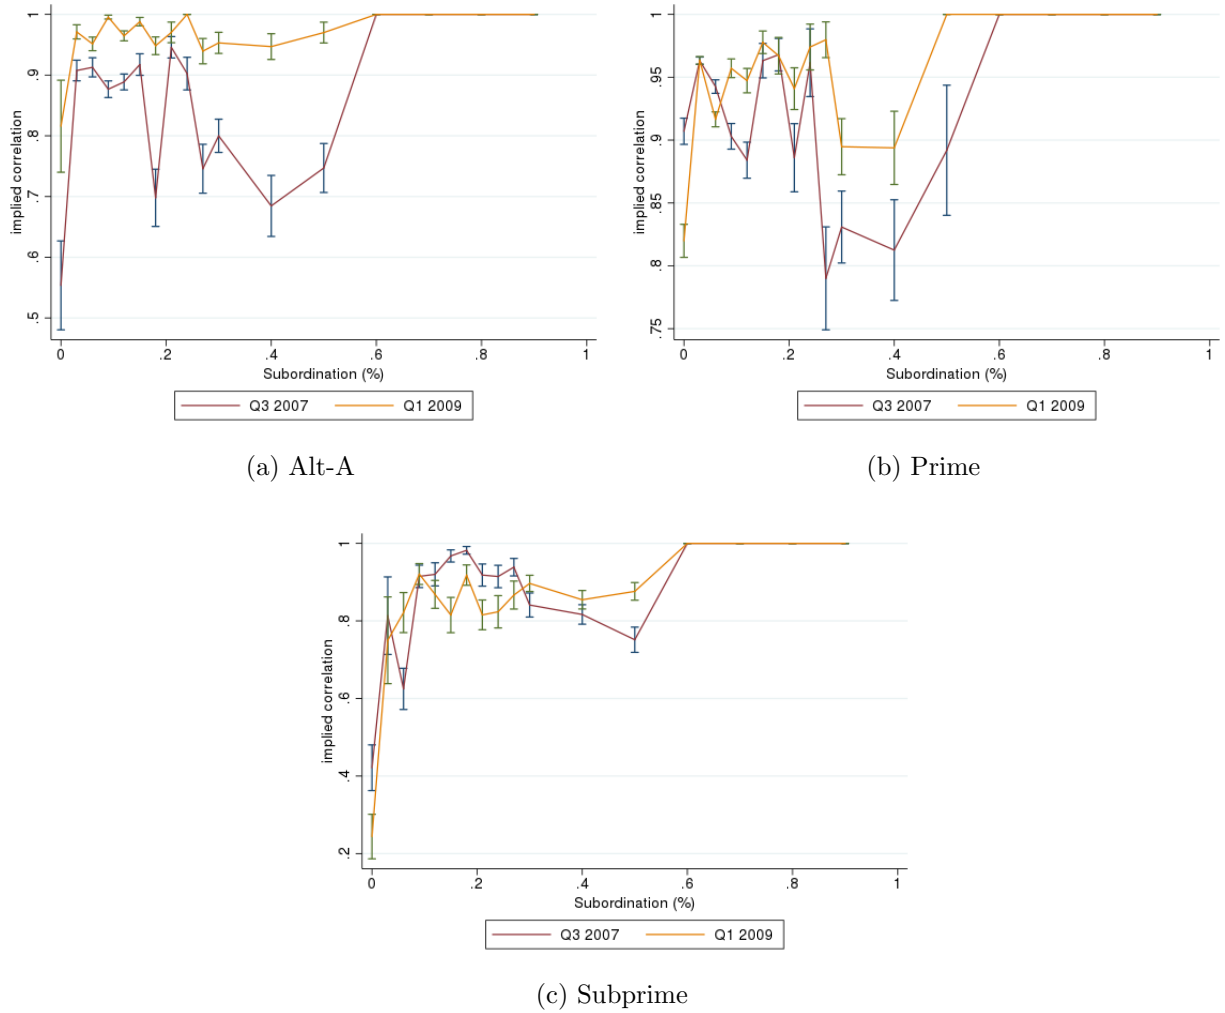 implied correlation
1
.9
.8
.7
.6
.5
0 .2 .4 .6 .8 1
Subordination (%)
Q3 2007 Q1 2009
(a) Alt-A
implied correlation
1
.95
.9
.85
.8
.75
0 .2 .4 .6 .8 1
Subordination (%)
Q3 2007 Q1 2009
(b) Prime
implied correlation
1
.8
.6
.4
.2
0 .2 .4 .6 .8 1
Subordination (%)
Q3 2007 Q1 2009
(c) Subprime